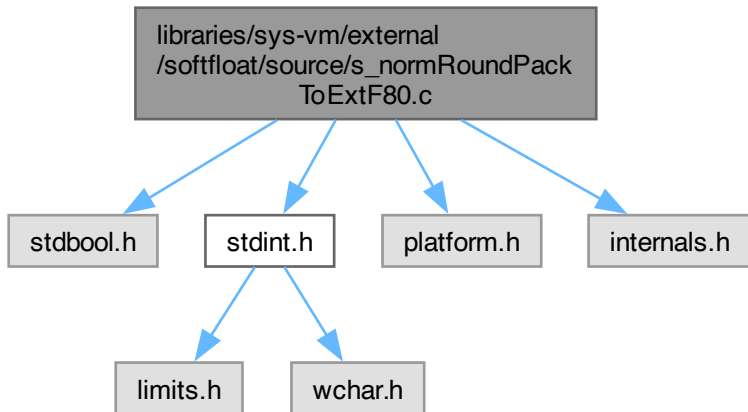 libraries/sys-vm/external
/softfloat/source/s_normRoundPack
ToExtF80.c
stdbool.h
stdint.h
platform.h
internals.h
limits.h
wchar.h